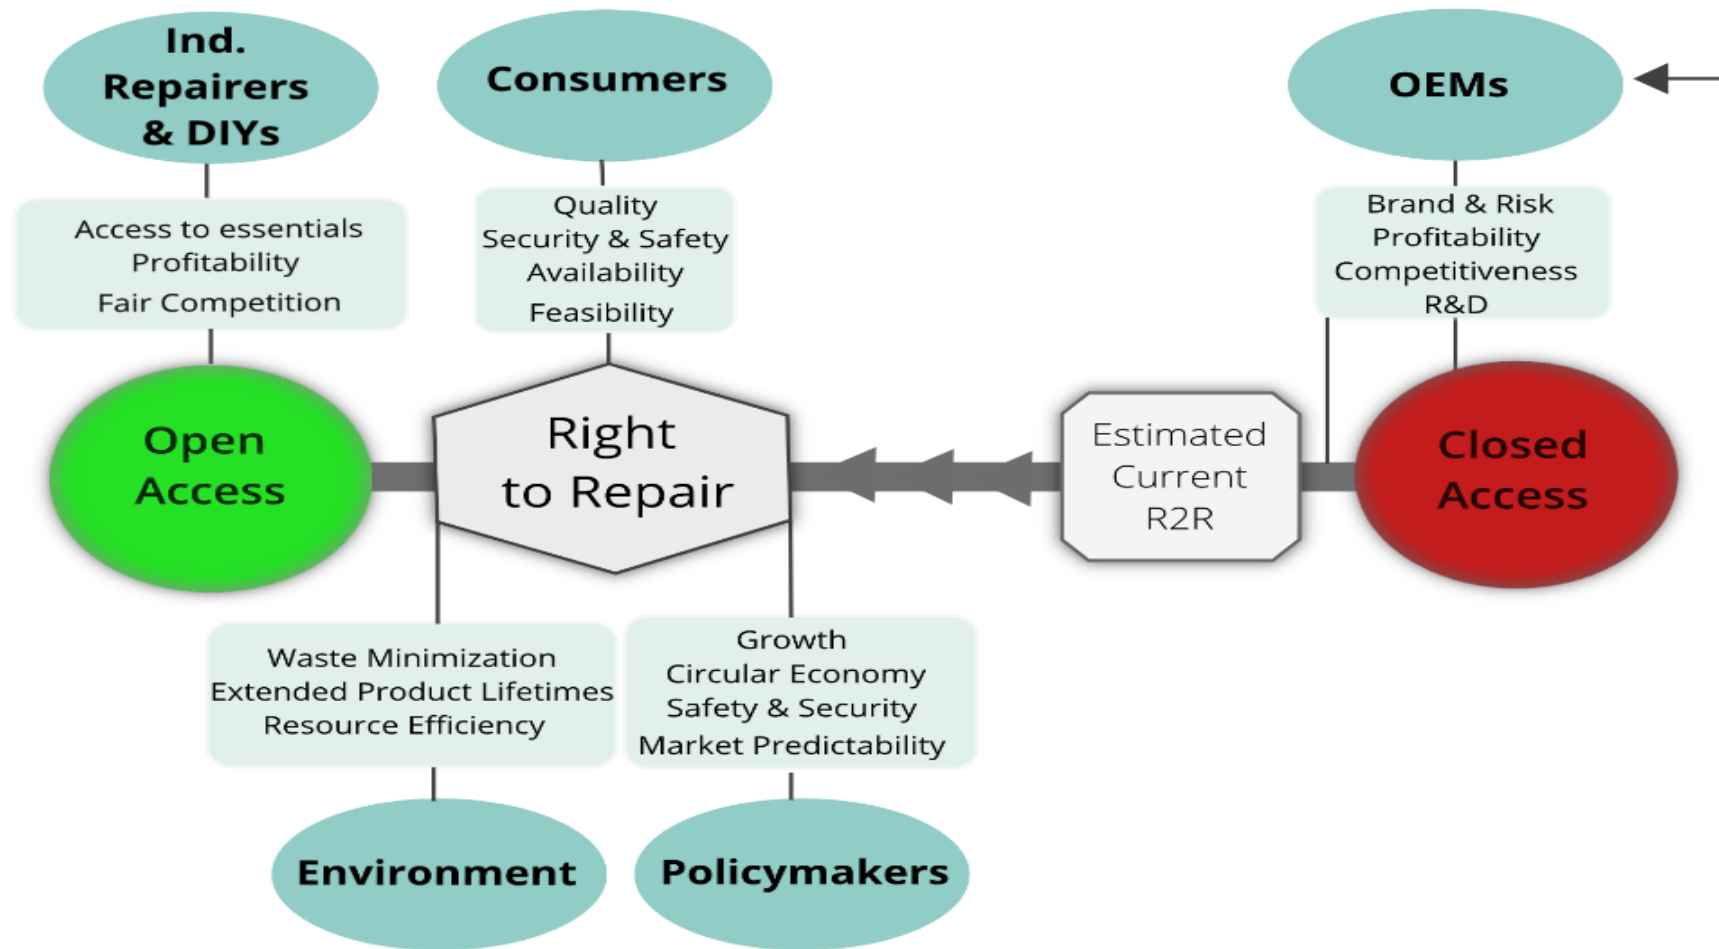 Ind.
Repairers
& DIYs
Consumers
OEMs
Access to essentials
Profitability
Fair Competition
Quality
Security & Safety
Availability
Feasibility
Brand & Risk
Profitability
Competitiveness
R&D
Open
Access
Right
to Repair
Estimated
Current
R2R
Closed
Access
Waste Minimization
Extended Product Lifetimes
Resource Efficiency
Growth
Circular Economy
Safety & Security
Market Predictability
Environment
Policymakers